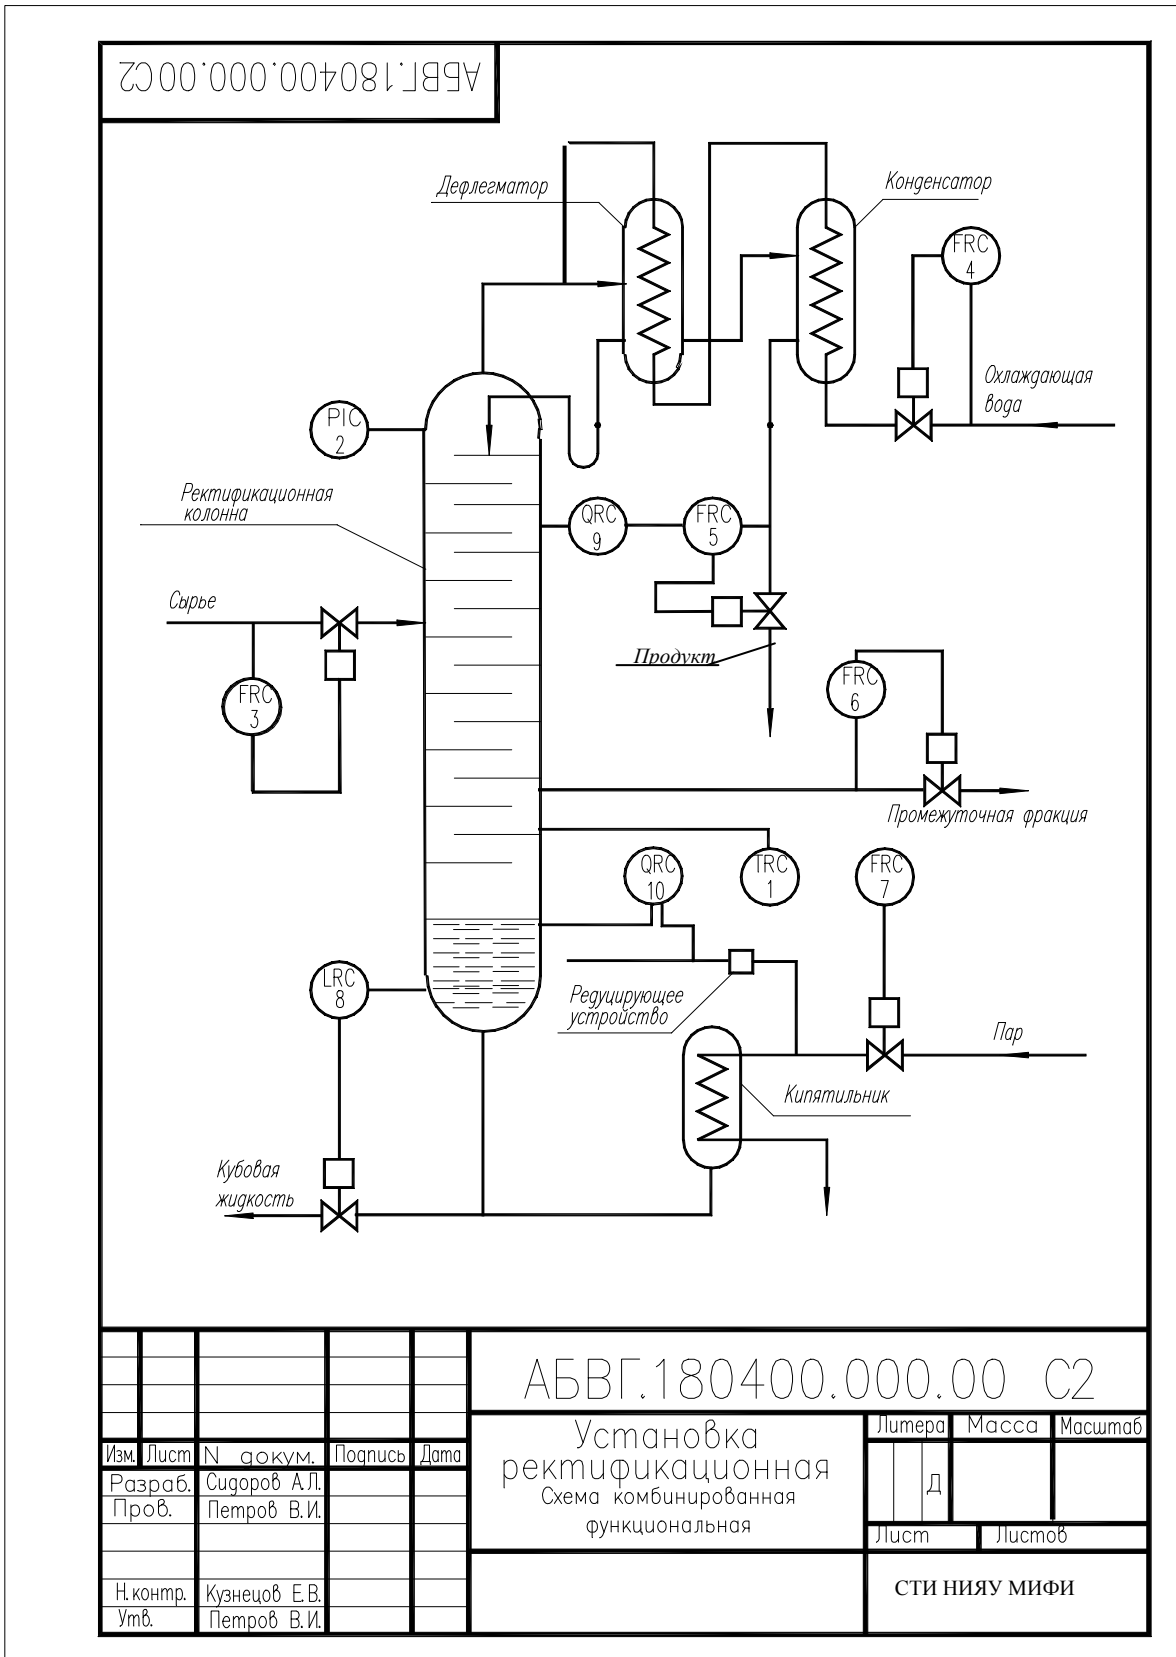 АБВГ.180400.000.00 С2
Дефлегматор
Конденсатор
FRC
4
Охлаждающая
вода
PIC
2
Ректификационная
колонна
QRC
9
FRC
5
Сырье
Продукт
FRC
6
FRC
3
Промежуточная фракция
QRC
10
TRC
1
FRC
7
LRC
8
Редуцирующее
устройство
Пар
Кипятильник
Кубовая
жидкость
АБВГ.180400.000.00 С2
Установка
ректификационная
Схема комбинированная
функциональная
Литера Масса Масштаб
Д
Лист Листов
СТИ НИЯУ МИФИ
Изм. Лист N докум. Подпись Дата
Разраб. Сидоров А.Л.
Пров. Петров В.И.
Н.контр. Кузнецов Е.В.
Утв. Петров В.И.